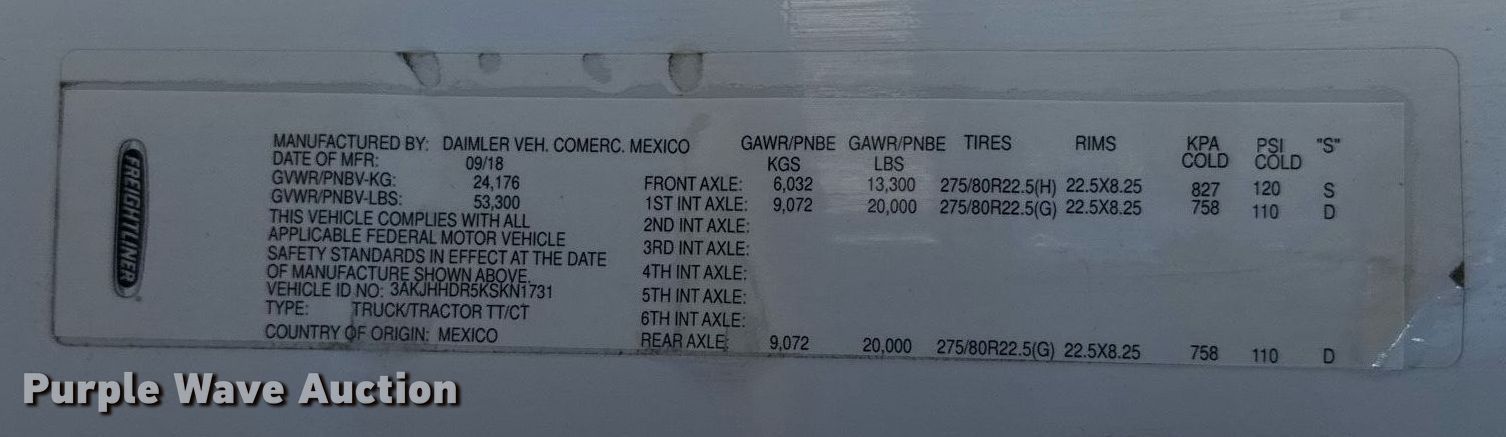 FREIGHTLINER
MANUFACTURED BY: DAIMLER VEH. COMERC. MEXICO
DATE OF MFR: 09/18
GVWR/PNBV-KG: 24,176
GVWR/PNBV-LBS: 53,300
THIS VEHICLE COMPLIES WITH ALL
APPLICABLE FEDERAL MOTOR VEHICLE
SAFETY STANDARDS IN EFFECT AT THE DATE
OF MANUFACTURE SHOWN ABOVE.
VEHICLE ID NO: 3AKJHHDR5KSKN1731
TYPE: TRUCK/TRACTOR TT/CT
COUNTRY OF ORIGIN: MEXICO
GAWR/PNBE GAWR/PNBE TIRES RIMS KPA PSI "S"
KGS LBS COLD COLD
FRONT AXLE: 6,032 13,300 275/80R22.5(H) 22.5X8.25 827 120 S
1ST INT AXLE: 9,072 20,000 275/80R22.5(G) 22.5X8.25 758 110 D
2ND INT AXLE:
3RD INT AXLE:
4TH INT AXLE:
5TH INT AXLE:
6TH INT AXLE:
REAR AXLE: 9,072 20,000 275/80R22.5(G) 22.5X8.25 758 110 D
Purple Wave Auction